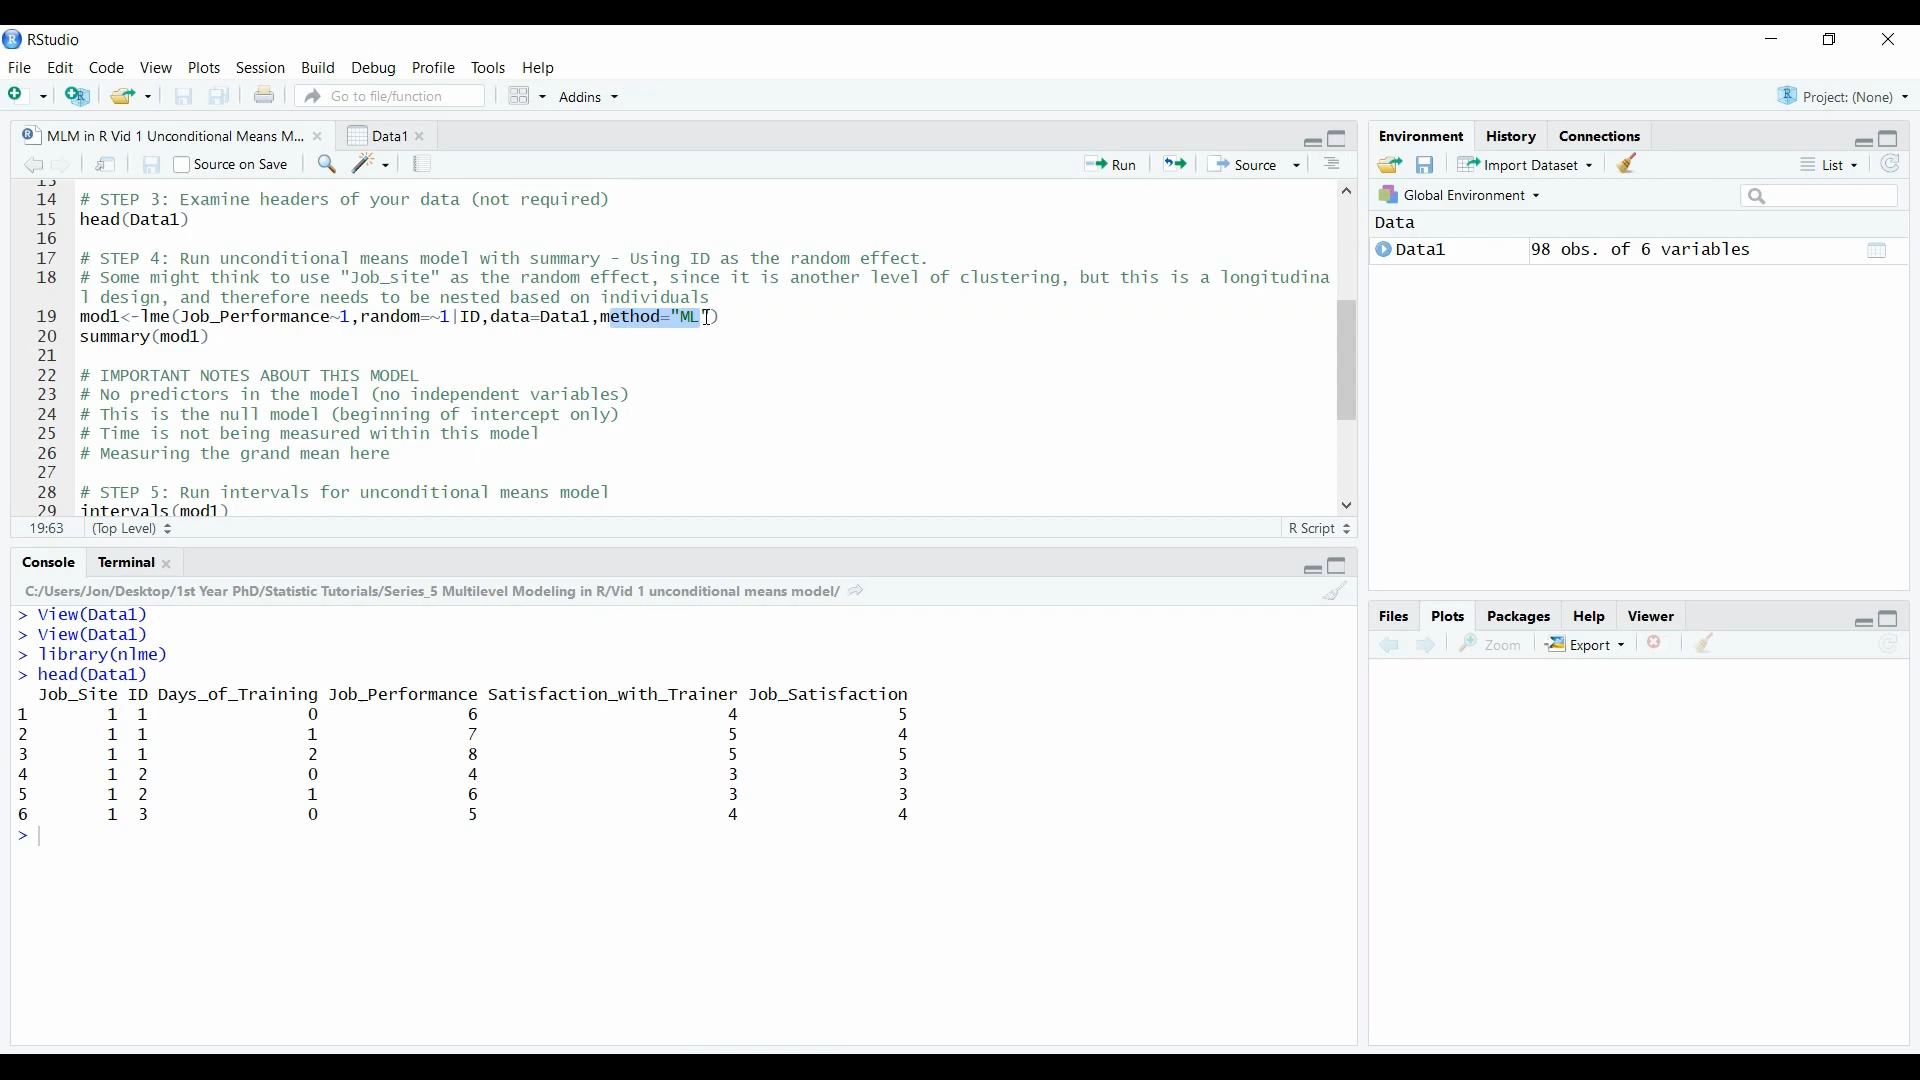 RStudio
File Edit Code View Plots Session Build Debug Profile Tools Help
Go to file/function Addins Project: (None)
MLM in R Vid 1 Unconditional Means M... Data1
Source on Save Run Source
14 # STEP 3: Examine headers of your data (not required)
15 head(Data1)
16
17 # STEP 4: Run unconditional means model with summary - Using ID as the random effect.
18 # Some might think to use "Job_site" as the random effect, since it is another level of clustering, but this is a longitudina
l design, and therefore needs to be nested based on individuals
19 mod1<-lme(Job_Performance~1,random=~1|ID,data=Data1,method="ML")
20 summary(mod1)
21
22 # IMPORTANT NOTES ABOUT THIS MODEL
23 # No predictors in the model (no independent variables)
24 # This is the null model (beginning of intercept only)
25 # Time is not being measured within this model
26 # Measuring the grand mean here
27
28 # STEP 5: Run intervals for unconditional means model
29 intervals(mod1)
19:63 (Top Level) R Script
Console Terminal
C:/Users/Jon/Desktop/1st Year PhD/Statistic Tutorials/Series_5 Multilevel Modeling in R/Vid 1 unconditional means model/
> View(Data1)
> View(Data1)
> library(nlme)
> head(Data1)
Job_Site ID Days_of_Training Job_Performance Satisfaction_with_Trainer Job_Satisfaction
1 1 1 0 6 4 5
2 1 1 1 7 5 4
3 1 1 2 8 5 5
4 1 2 0 4 3 3
5 1 2 1 6 3 3
6 1 3 0 5 4 4
>
Environment History Connections
Import Dataset List
Global Environment
Data
Data1 98 obs. of 6 variables
Files Plots Packages Help Viewer
Zoom Export